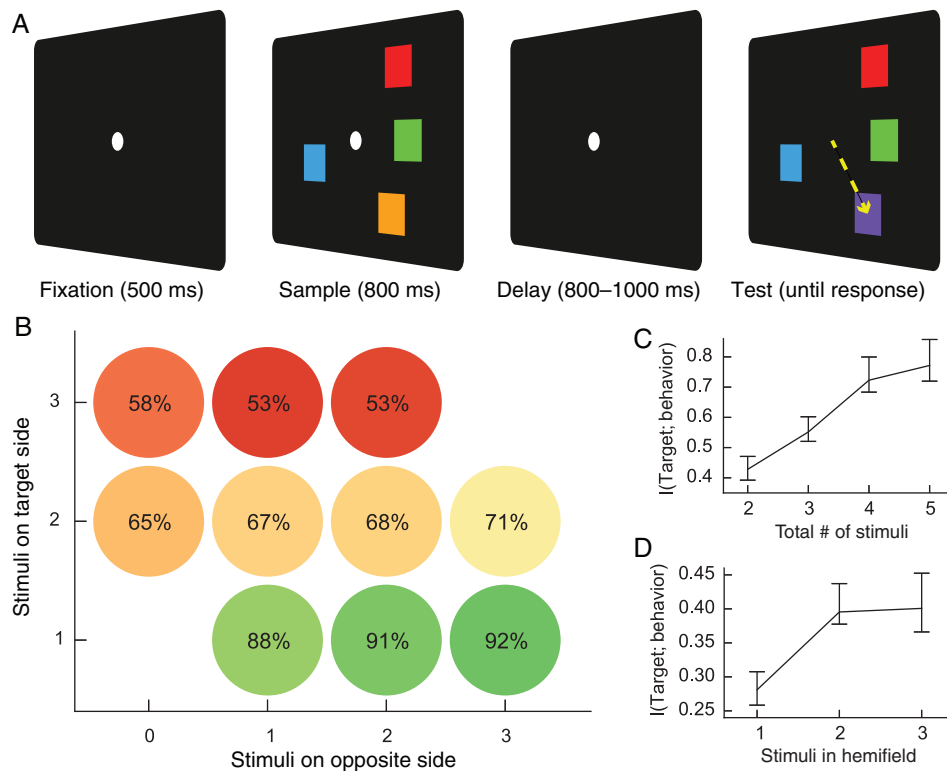 A
Fixation (500 ms)
Sample (800 ms)
Delay (800–1000 ms)
Test (until response)
B
Stimuli on target side
3
58%
53%
53%
2
65%
67%
68%
71%
1
88%
91%
92%
0
1
2
3
Stimuli on opposite side
C
I(Target; behavior)
0.8
0.7
0.6
0.5
0.4
2
3
4
5
Total # of stimuli
D
I(Target; behavior)
0.45
0.40
0.35
0.30
0.25
1
2
3
Stimuli in hemifield